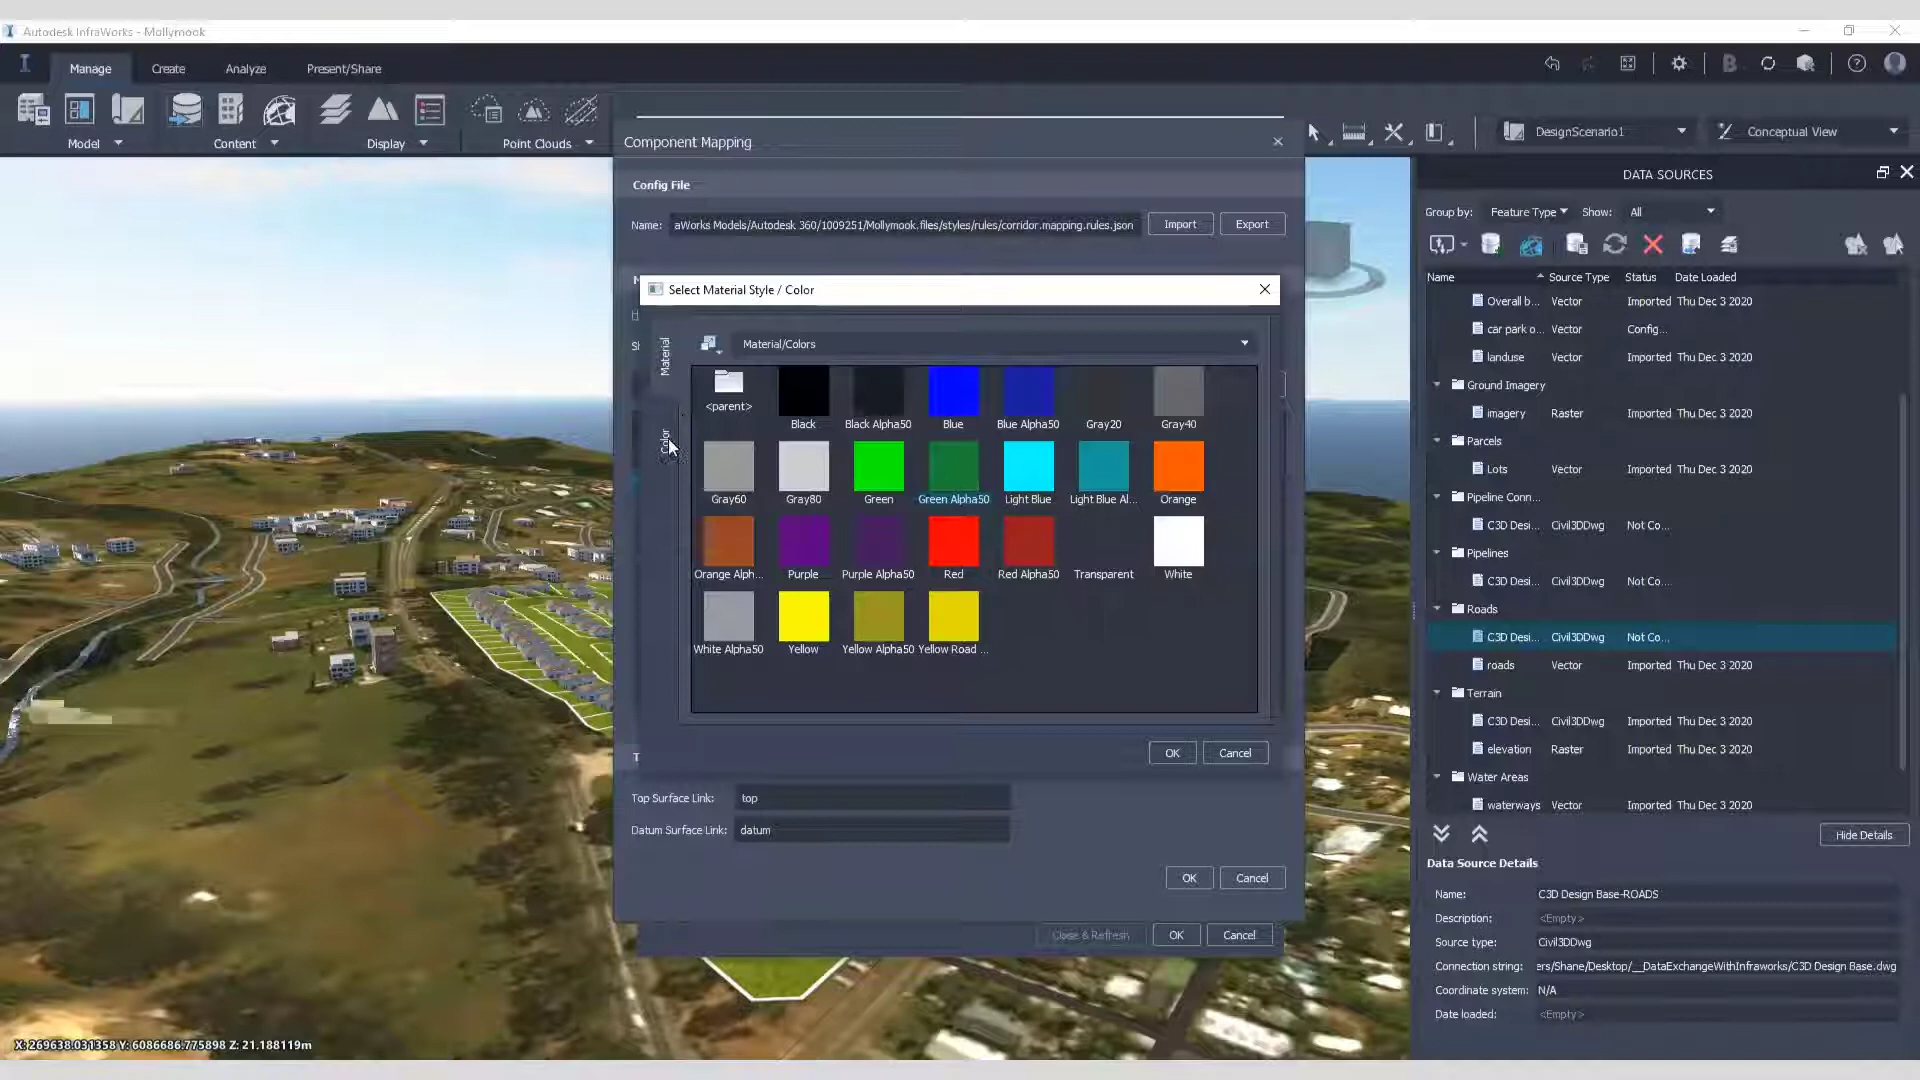 Autodesk InfraWorks - Mollymook
Manage
Create
Analyze
Present/Share
Model
Content
Display
Point Clouds
DesignScenario1
Conceptual View
Component Mapping
Config File
Name:
aWorks Models/Autodesk 360/1009251/Mollymook.files/styles/rules/corridor.mapping.rules.json
Import
Export
Select Material Style / Color
Material
Color
Material/Colors
<parent>
Black
Black Alpha50
Blue
Blue Alpha50
Gray20
Gray40
Gray60
Gray80
Green
Green Alpha50
Light Blue
Light Blue Al...
Orange
Orange Alph...
Purple
Purple Alpha50
Red
Red Alpha50
Transparent
White
White Alpha50
Yellow
Yellow Alpha50
Yellow Road ...
OK
Cancel
Top Surface Link:
top
Datum Surface Link:
datum
OK
Cancel
Close & Refresh
OK
Cancel
X: 269638.031358 Y: 6086686.775898 Z: 21.188119m
DATA SOURCES
Group by:
Feature Type
Show:
All
Name
Source Type
Status
Date Loaded
Overall b... Vector Imported Thu Dec 3 2020
car park o... Vector Config...
landuse Vector Imported Thu Dec 3 2020
Ground Imagery
imagery Raster Imported Thu Dec 3 2020
Parcels
Lots Vector Imported Thu Dec 3 2020
Pipeline Conn...
C3D Desi... Civil3DDwg Not Co...
Pipelines
C3D Desi... Civil3DDwg Not Co...
Roads
C3D Desi... Civil3DDwg Not Co...
roads Vector Imported Thu Dec 3 2020
Terrain
C3D Desi... Civil3DDwg Imported Thu Dec 3 2020
elevation Raster Imported Thu Dec 3 2020
Water Areas
waterways Vector Imported Thu Dec 3 2020
Hide Details
Data Source Details
Name: C3D Design Base-ROADS
Description: <Empty>
Source type: Civil3DDwg
Connection string: ers/Shane/Desktop/__DataExchangeWithInfraworks/C3D Design Base.dwg
Coordinate system: N/A
Date loaded: <Empty>